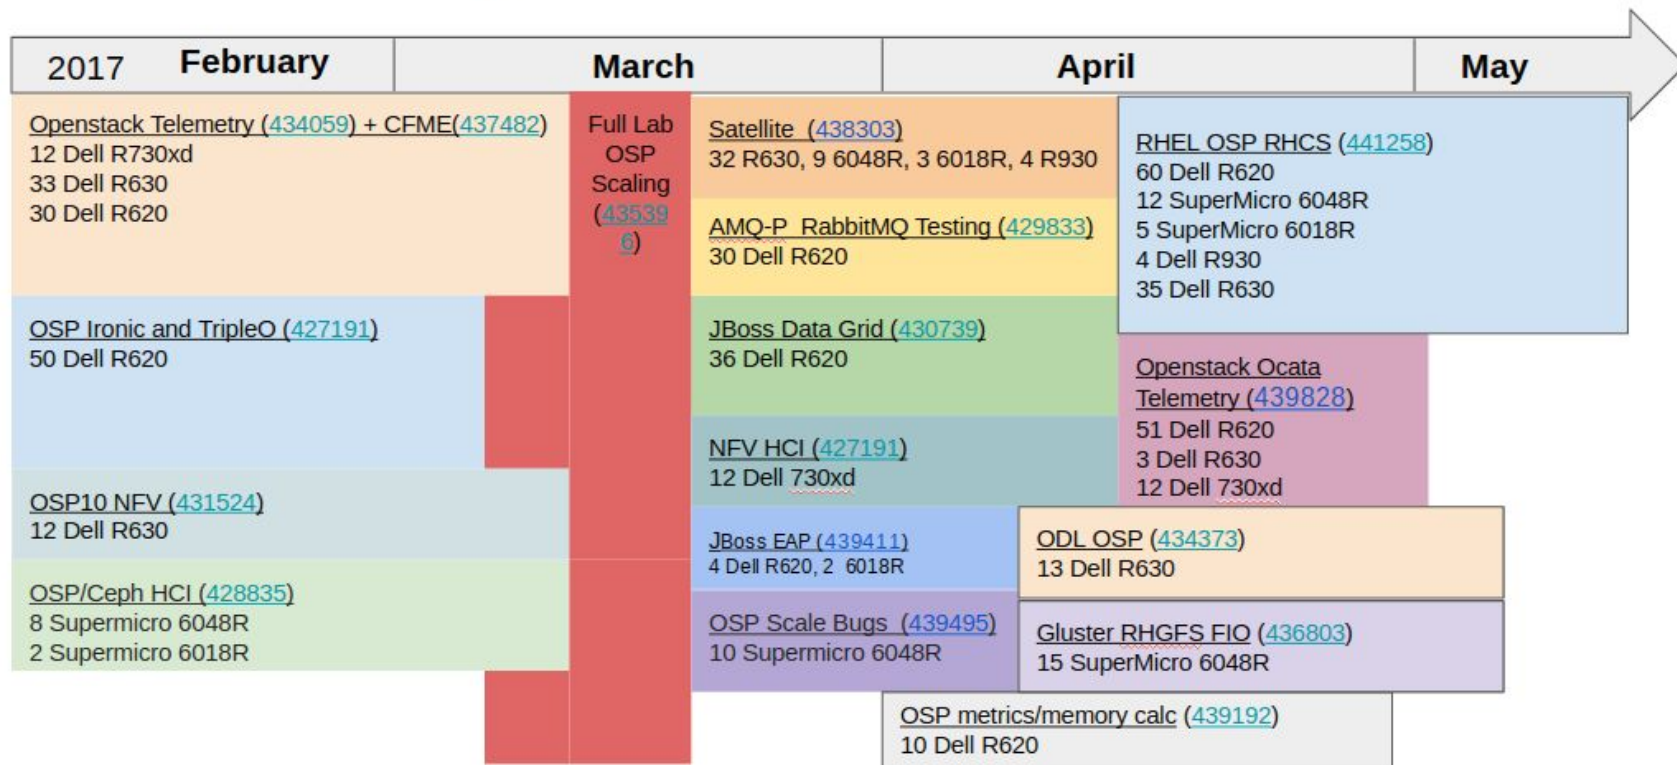 2017 February March April May
Openstack Telemetry (434059) + CFME(437482)
12 Dell R730xd
33 Dell R630
30 Dell R620
OSP Ironic and TripleO (427191)
50 Dell R620
OSP10 NFV (431524)
12 Dell R630
OSP/Ceph HCI (428835)
8 Supermicro 6048R
2 Supermicro 6018R
Full Lab
OSP
Scaling
(43539
6)
Satellite (438303)
32 R630, 9 6048R, 3 6018R, 4 R930
AMQ-P RabbitMQ Testing (429833)
30 Dell R620
JBoss Data Grid (430739)
36 Dell R620
NFV HCI (427191)
12 Dell 730xd
JBoss EAP (439411)
4 Dell R620, 2 6018R
OSP Scale Bugs (439495)
10 Supermicro 6048R
RHEL OSP RHCS (441258)
60 Dell R620
12 SuperMicro 6048R
5 SuperMicro 6018R
4 Dell R930
35 Dell R630
Openstack Ocata
Telemetry (439828)
51 Dell R620
3 Dell R630
12 Dell 730xd
ODL OSP (434373)
13 Dell R630
Gluster RHGFS FIO (436803)
15 SuperMicro 6048R
OSP metrics/memory calc (439192)
10 Dell R620